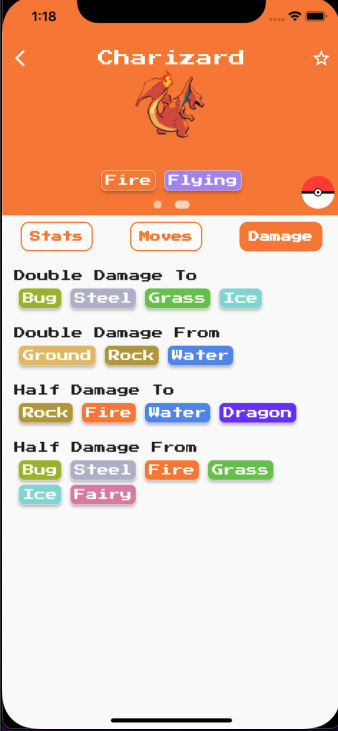 1:18
Charizard
Fire Flying
Stats Moves Damage
Double Damage To
Bug Steel Grass Ice
Double Damage From
Ground Rock Water
Half Damage To
Rock Fire Water Dragon
Half Damage From
Bug Steel Fire Grass
Ice Fairy